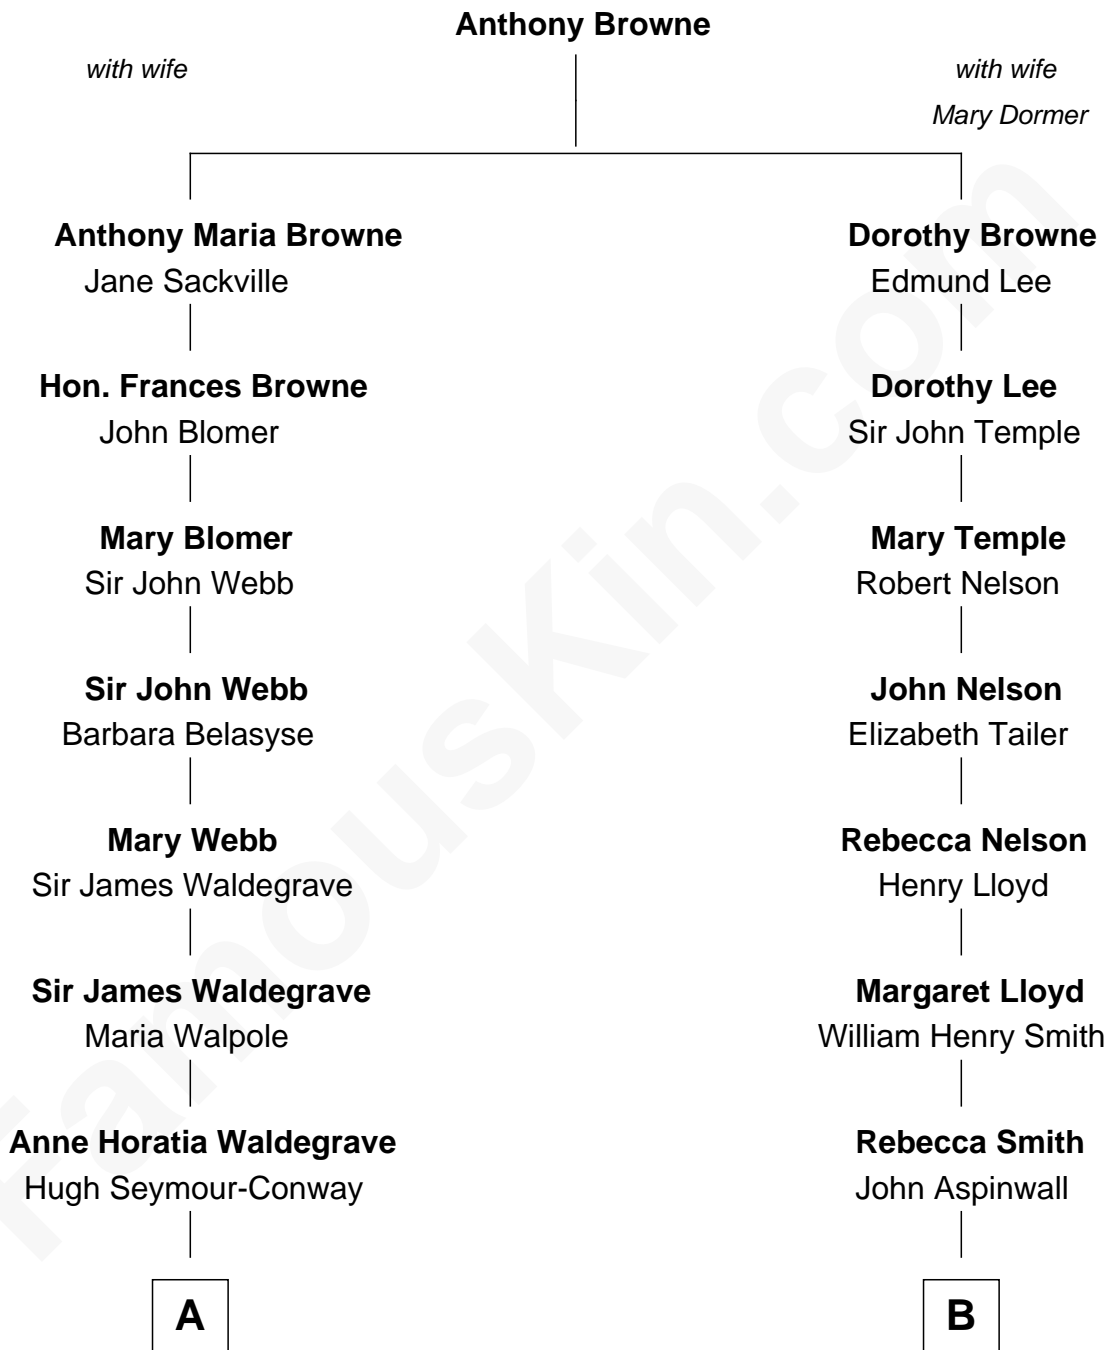 Anthony Browne
with wife
with wife
Mary Dormer
Anthony Maria Browne
Jane Sackville
Dorothy Browne
Edmund Lee
Hon. Frances Browne
John Blomer
Dorothy Lee
Sir John Temple
Mary Blomer
Sir John Webb
Mary Temple
Robert Nelson
Sir John Webb
Barbara Belasyse
John Nelson
Elizabeth Tailer
Mary Webb
Sir James Waldegrave
Rebecca Nelson
Henry Lloyd
Sir James Waldegrave
Maria Walpole
Margaret Lloyd
William Henry Smith
Anne Horatia Waldegrave
Hugh Seymour-Conway
Rebecca Smith
John Aspinwall
A
B
FamousKin.com